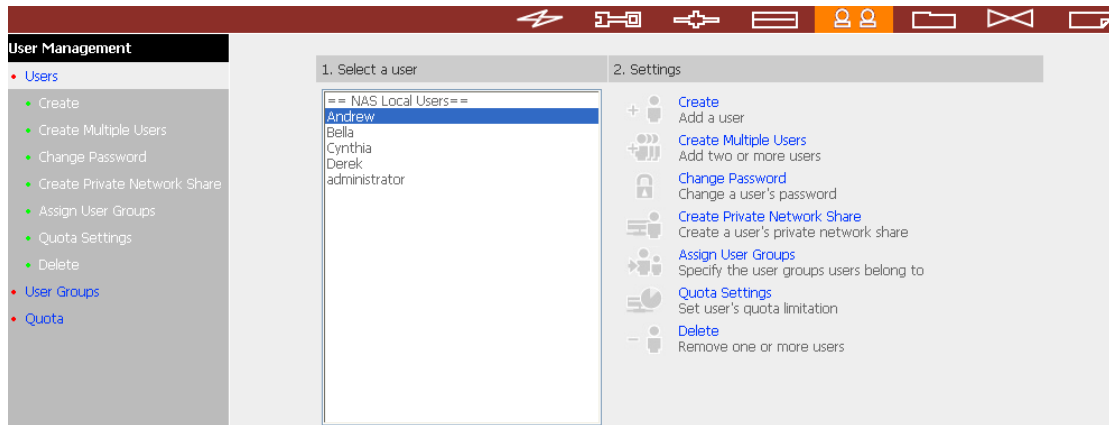 User Management
Users
Create
Create Multiple Users
Change Password
Create Private Network Share
Assign User Groups
Quota Settings
Delete
User Groups
Quota
1. Select a user
== NAS Local Users==
Andrew
Bella
Cynthia
Derek
administrator
2. Settings
Create
Add a user
Create Multiple Users
Add two or more users
Change Password
Change a user's password
Create Private Network Share
Create a user's private network share
Assign User Groups
Specify the user groups users belong to
Quota Settings
Set user's quota limitation
Delete
Remove one or more users